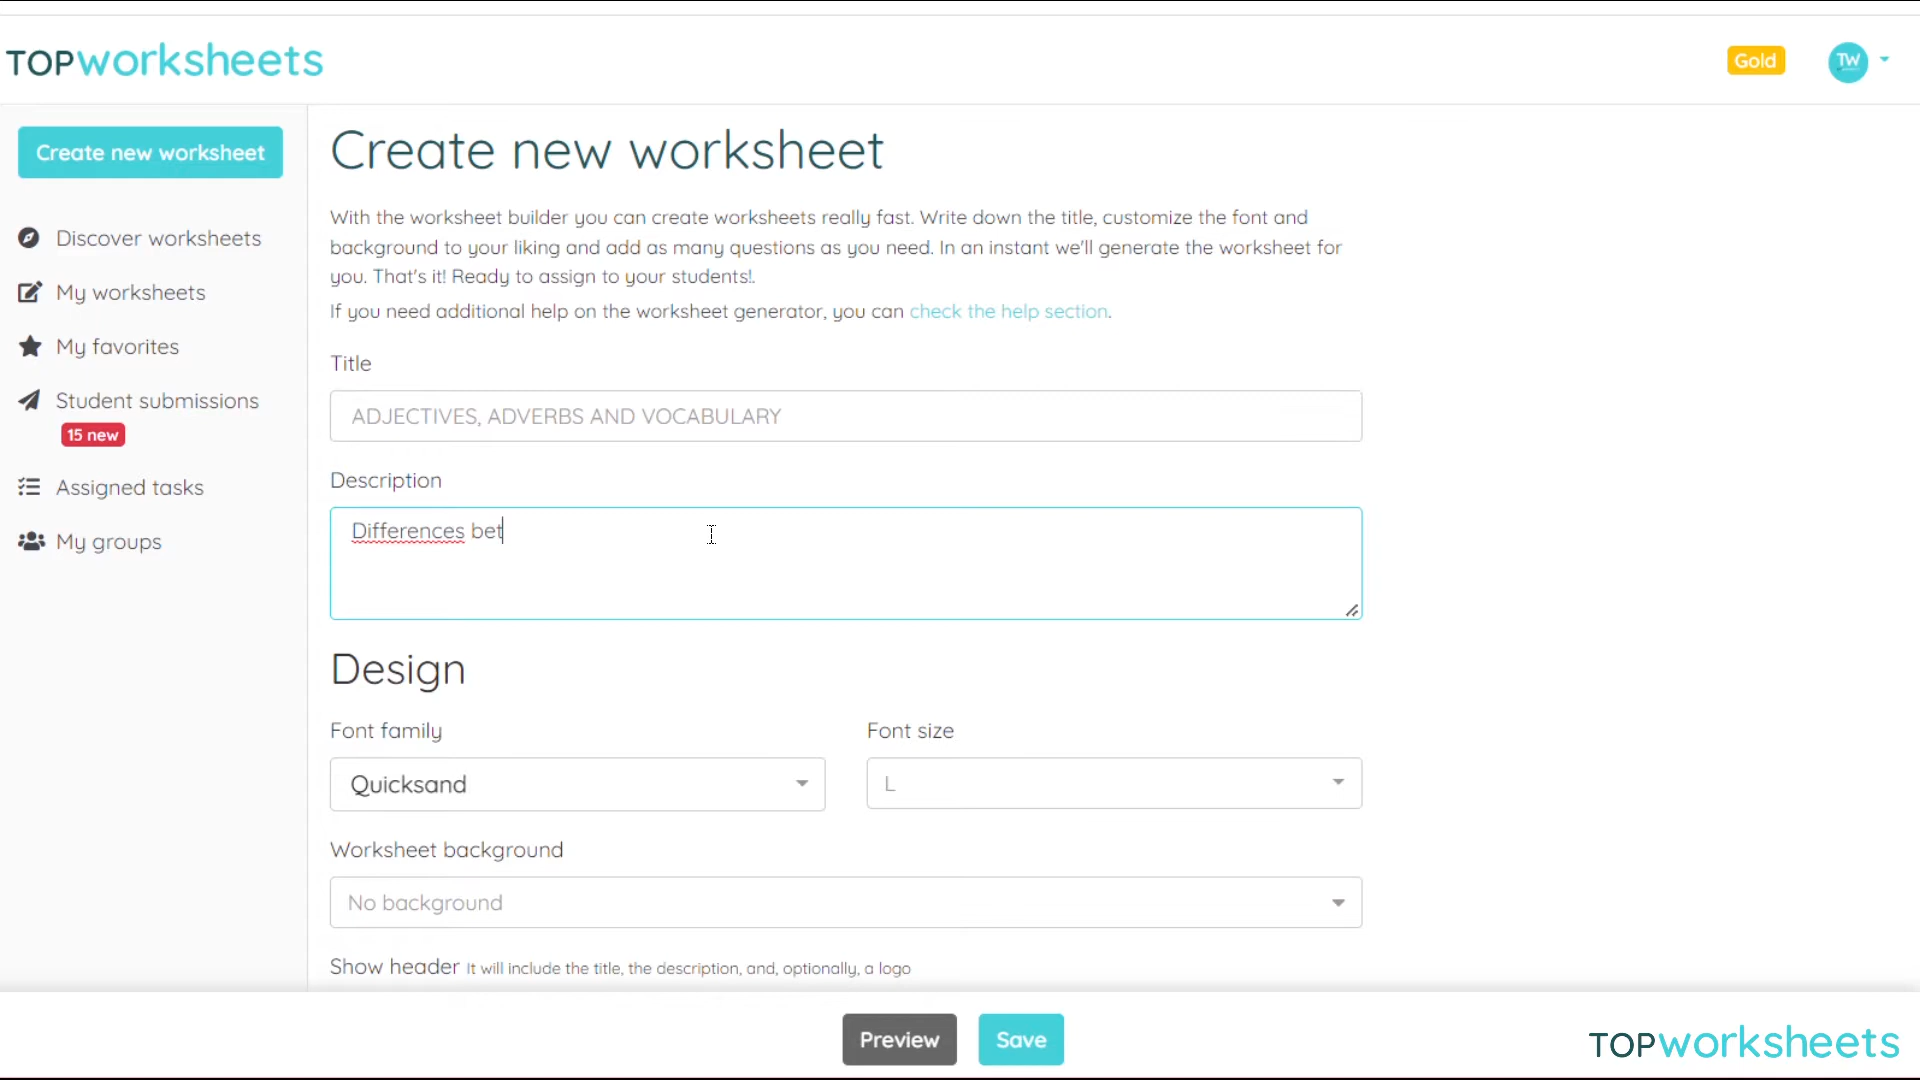 TOPworksheets
Gold
TW
Create new worksheet
Discover worksheets
My worksheets
My favorites
Student submissions
15 new
Assigned tasks
My groups
Create new worksheet
With the worksheet builder you can create worksheets really fast. Write down the title, customize the font and
background to your liking and add as many questions as you need. In an instant we'll generate the worksheet for
you. That's it! Ready to assign to your students!.
If you need additional help on the worksheet generator, you can check the help section.
Title
ADJECTIVES, ADVERBS AND VOCABULARY
Description
Differences bet
Design
Font family
Font size
Quicksand
L
Worksheet background
No background
Show header It will include the title, the description, and, optionally, a logo
Preview
Save
TOPworksheets